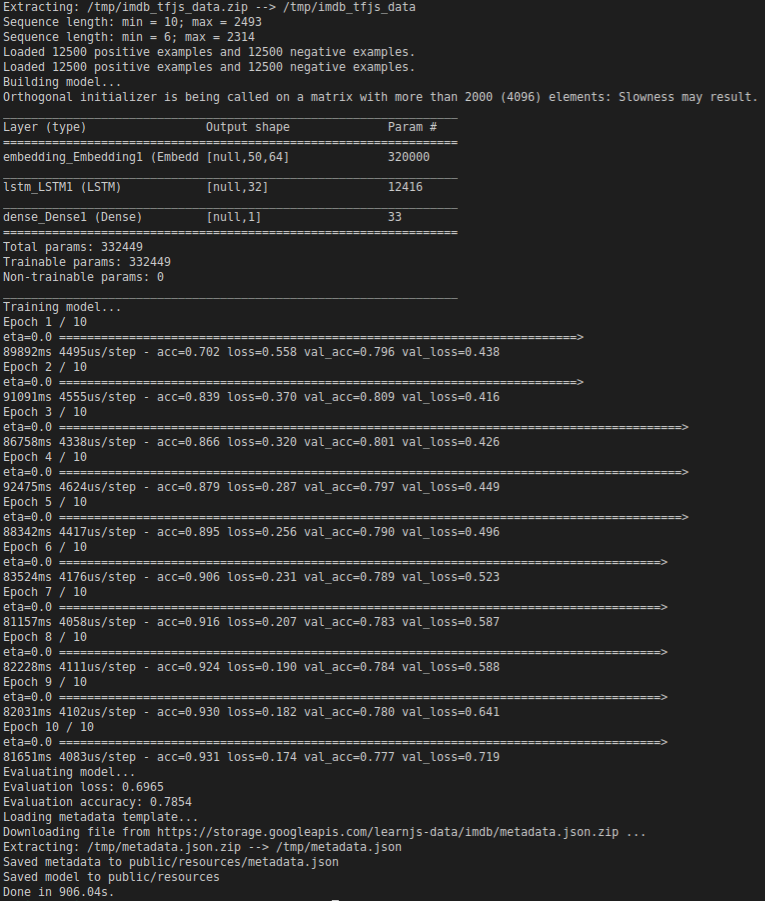 Extracting: /tmp/imdb_tfjs_data.zip --> /tmp/imdb_tfjs_data
Sequence length: min = 10; max = 2493
Sequence length: min = 6; max = 2314
Loaded 12500 positive examples and 12500 negative examples.
Loaded 12500 positive examples and 12500 negative examples.
Building model...
Orthogonal initializer is being called on a matrix with more than 2000 (4096) elements: Slowness may result.
_________________________________________________________________
Layer (type)                 Output shape              Param #
=================================================================
embedding_Embedding1 (Embedd [null,50,64]              320000
_________________________________________________________________
lstm_LSTM1 (LSTM)            [null,32]                 12416
_________________________________________________________________
dense_Dense1 (Dense)         [null,1]                  33
=================================================================
Total params: 332449
Trainable params: 332449
Non-trainable params: 0
_________________________________________________________________
Training model...
Epoch 1 / 10
eta=0.0 ==========================================================================>
89892ms 4495us/step - acc=0.702 loss=0.558 val_acc=0.796 val_loss=0.438
Epoch 2 / 10
eta=0.0 ==========================================================================>
91091ms 4555us/step - acc=0.839 loss=0.370 val_acc=0.809 val_loss=0.416
Epoch 3 / 10
eta=0.0 =========================================================================================>
86758ms 4338us/step - acc=0.866 loss=0.320 val_acc=0.801 val_loss=0.426
Epoch 4 / 10
eta=0.0 =========================================================================================>
92475ms 4624us/step - acc=0.879 loss=0.287 val_acc=0.797 val_loss=0.449
Epoch 5 / 10
eta=0.0 =========================================================================================>
88342ms 4417us/step - acc=0.895 loss=0.256 val_acc=0.790 val_loss=0.496
Epoch 6 / 10
eta=0.0 ======================================================================================>
83524ms 4176us/step - acc=0.906 loss=0.231 val_acc=0.789 val_loss=0.523
Epoch 7 / 10
eta=0.0 ======================================================================================>
81157ms 4058us/step - acc=0.916 loss=0.207 val_acc=0.783 val_loss=0.587
Epoch 8 / 10
eta=0.0 ======================================================================================>
82228ms 4111us/step - acc=0.924 loss=0.190 val_acc=0.784 val_loss=0.588
Epoch 9 / 10
eta=0.0 ======================================================================================>
82031ms 4102us/step - acc=0.930 loss=0.182 val_acc=0.780 val_loss=0.641
Epoch 10 / 10
eta=0.0 ======================================================================================>
81651ms 4083us/step - acc=0.931 loss=0.174 val_acc=0.777 val_loss=0.719
Evaluating model...
Evaluation loss: 0.6965
Evaluation accuracy: 0.7854
Loading metadata template...
Downloading file from https://storage.googleapis.com/learnjs-data/imdb/metadata.json.zip ...
Extracting: /tmp/metadata.json.zip --> /tmp/metadata.json
Saved metadata to public/resources/metadata.json
Saved model to public/resources
Done in 906.04s.